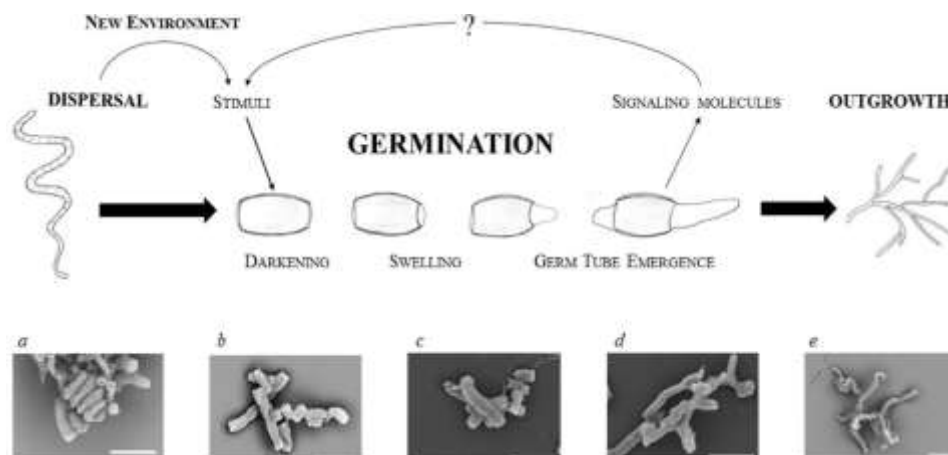 NEW ENVIRONMENT
?
DISPERSAL
STIMULI
SIGNALING MOLECULES
OUTGROWTH
GERMINATION
DARKENING
SWELLING
GERM TUBE EMERGENCE
a
b
c
d
e